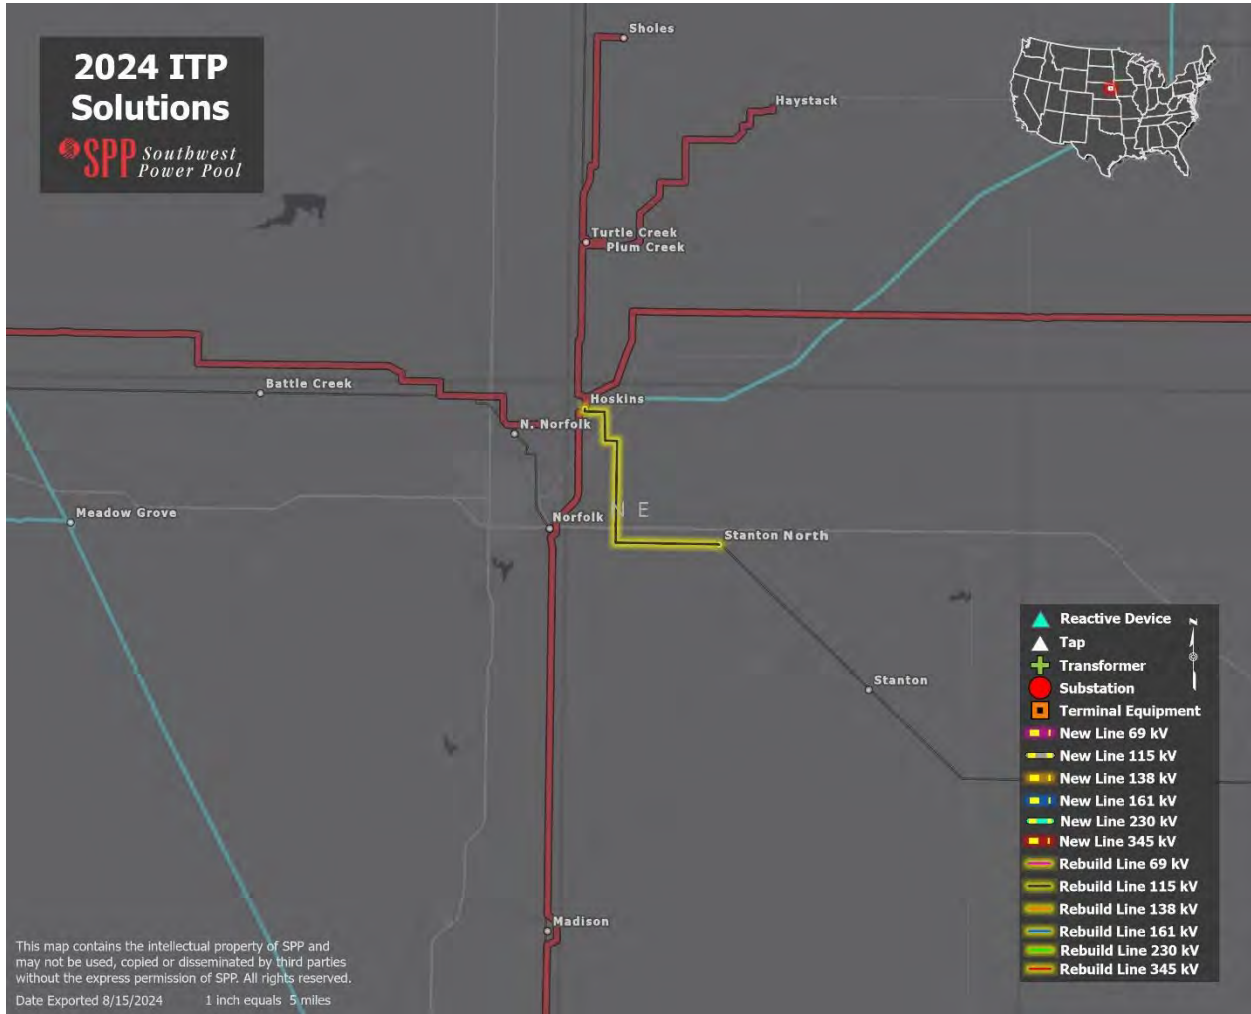 2024 ITP
Solutions
SPP Southwest
Power Pool
Sholes
Haystack
Turtle Creek
Plum Creek
Battle Creek
Hoskins
N. Norfolk
Meadow Grove
Norfolk
N E
Stanton North
Stanton
Madison
Reactive Device
N
Tap
Transformer
Substation
Terminal Equipment
New Line 69 kV
New Line 115 kV
New Line 138 kV
New Line 161 kV
New Line 230 kV
New Line 345 kV
Rebuild Line 69 kV
Rebuild Line 115 kV
Rebuild Line 138 kV
Rebuild Line 161 kV
Rebuild Line 230 kV
Rebuild Line 345 kV
This map contains the intellectual property of SPP and
may not be used, copied or disseminated by third parties
without the express permission of SPP. All rights reserved.
Date Exported 8/15/2024 1 inch equals 5 miles